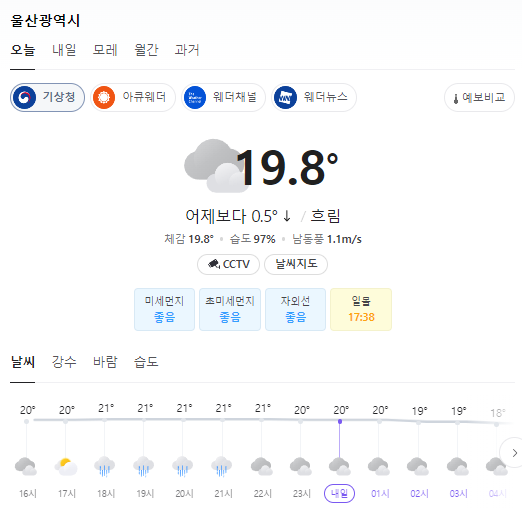 울산광역시
오늘 내일 모레 월간 과거
기상청 아큐웨더 The Weather Channel 웨더채널 웨더뉴스 예보비교
19.8°
어제보다 0.5° ↓ / 흐림
체감 19.8° • 습도 97% • 남동풍 1.1m/s
CCTV 날씨지도
미세먼지 초미세먼지 자외선 일몰
좋음 좋음 좋음 17:38
날씨 강수 바람 습도
20° 20° 21° 21° 21° 21° 21° 20° 20° 20° 19° 19° 18°
16시 17시 18시 19시 20시 21시 22시 23시 내일 01시 02시 03시 04시